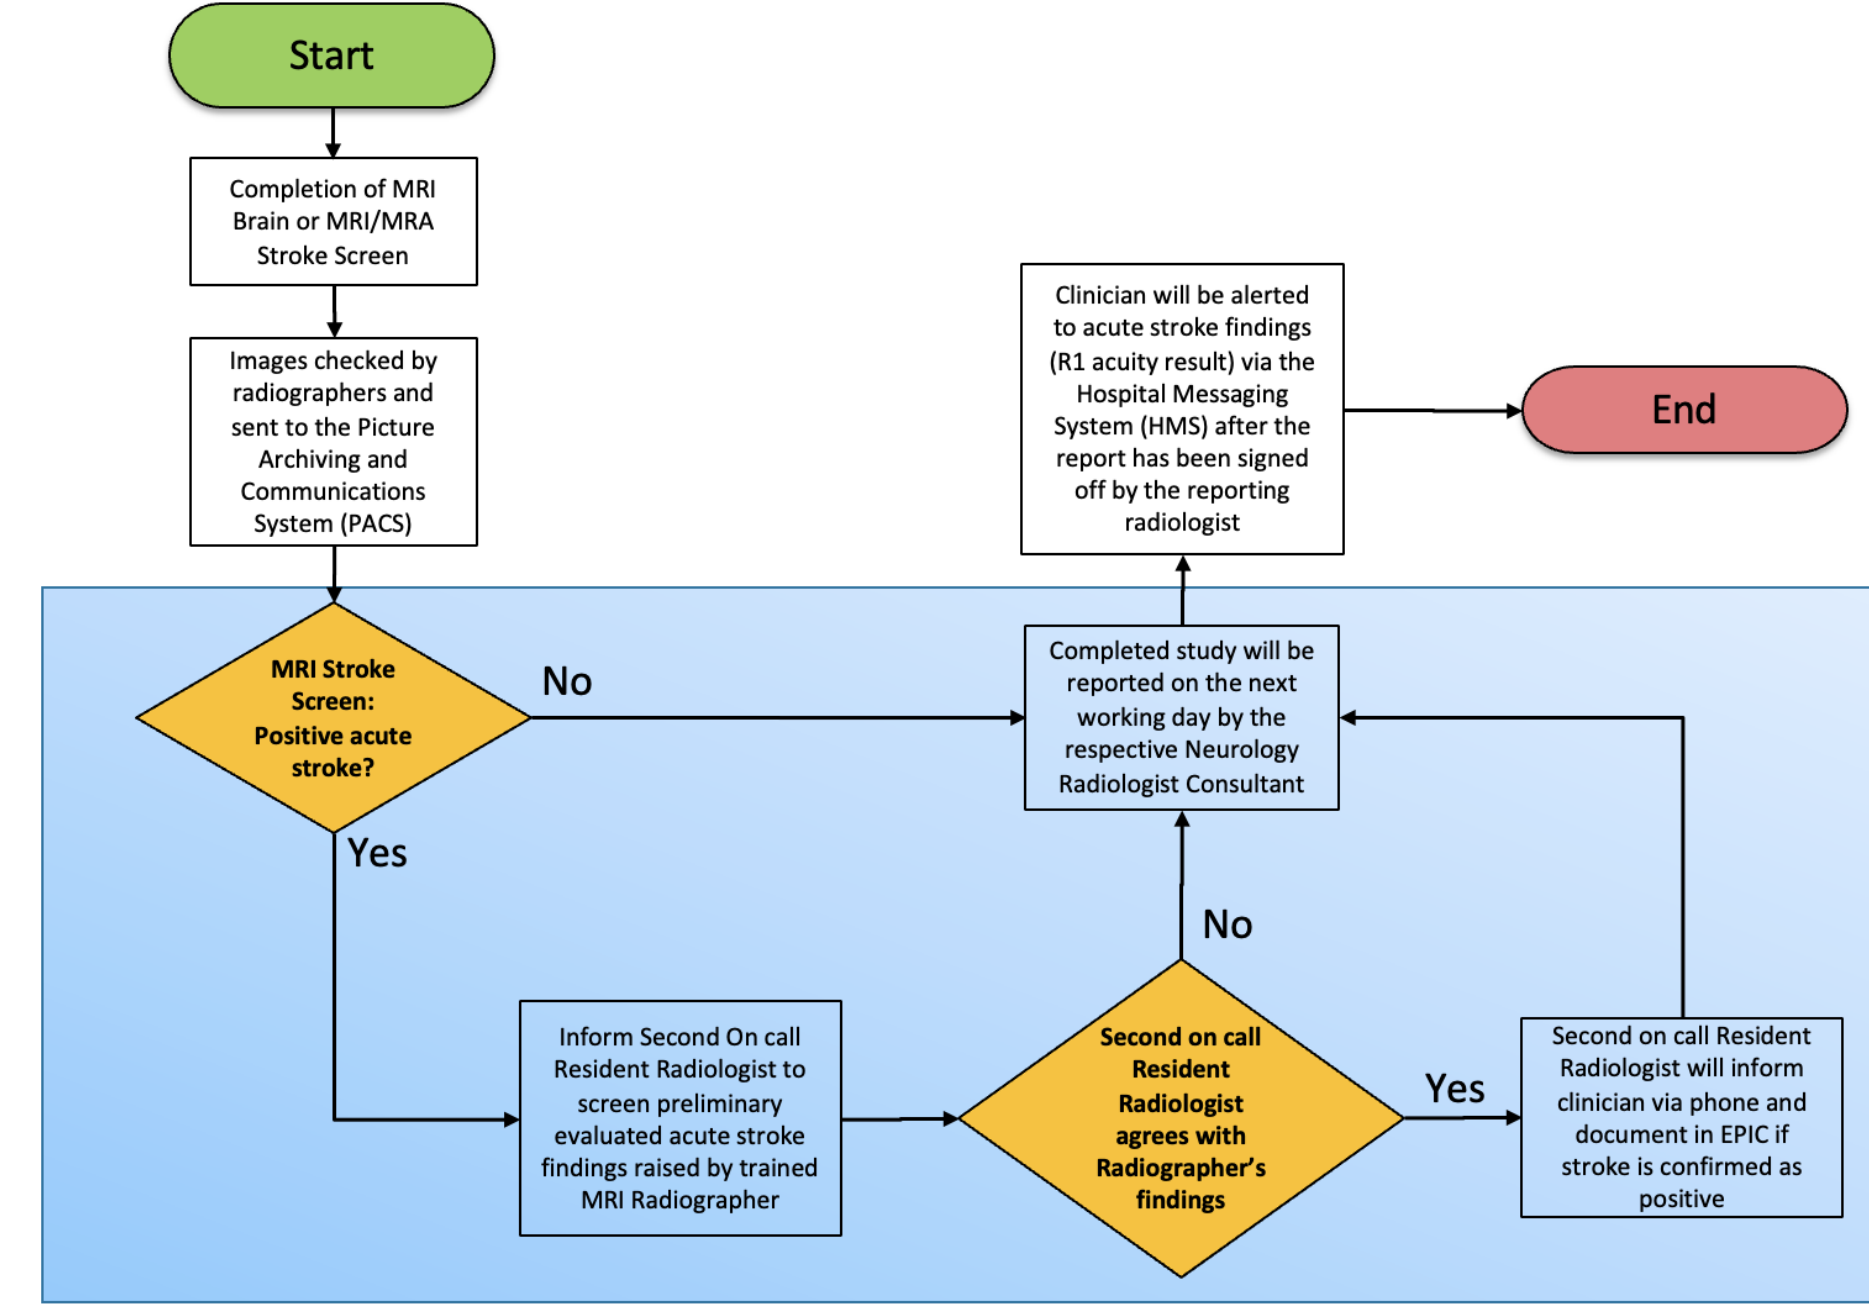 Start
Completion of MRI
Brain or MRI/MRA
Stroke Screen
Images checked by
radiographers and
sent to the Picture
Archiving and
Communications
System (PACS)
MRI Stroke
Screen:
Positive acute
stroke?
No
Yes
Inform Second On call
Resident Radiologist to
screen preliminary
evaluated acute stroke
findings raised by trained
MRI Radiographer
Second on call
Resident
Radiologist
agrees with
Radiographer’s
findings
No
Yes
Second on call Resident
Radiologist will inform
clinician via phone and
document in EPIC if
stroke is confirmed as
positive
Completed study will be
reported on the next
working day by the
respective Neurology
Radiologist Consultant
Clinician will be alerted
to acute stroke findings
(R1 acuity result) via the
Hospital Messaging
System (HMS) after the
report has been signed
off by the reporting
radiologist
End